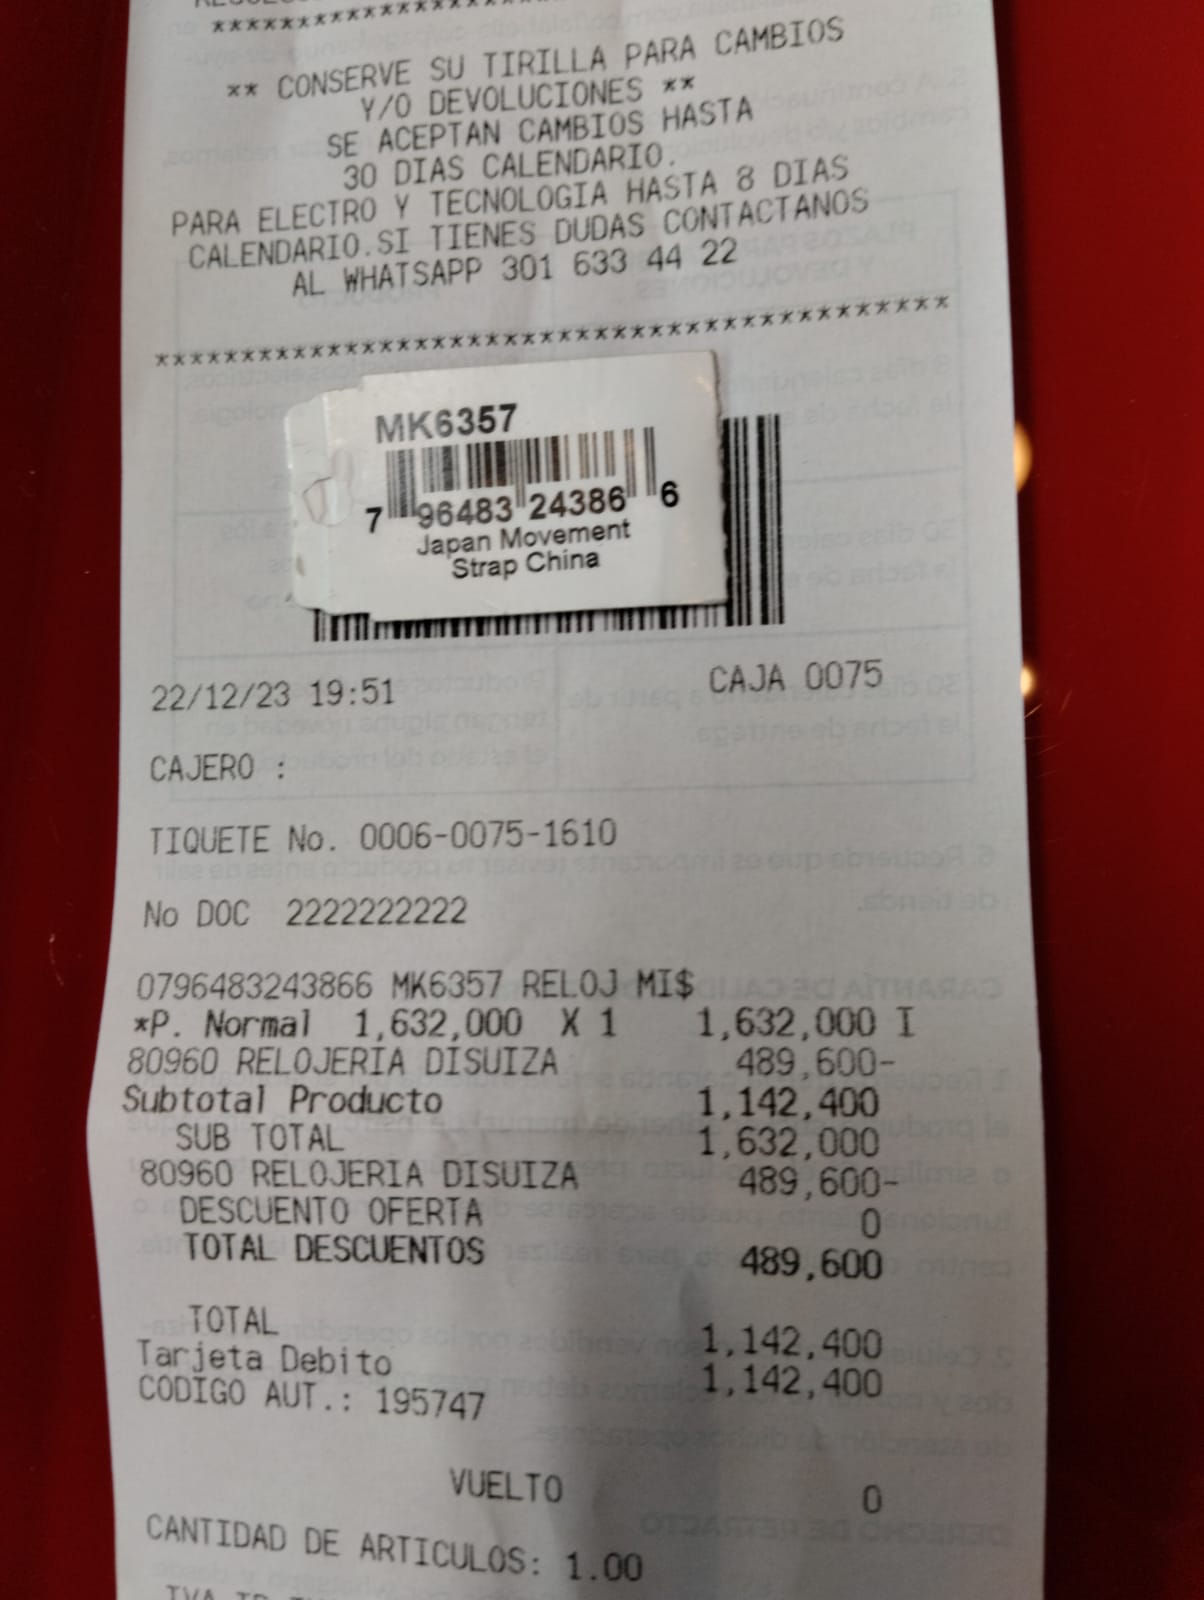 ****************************
** CONSERVE SU TIRILLA PARA CAMBIOS
Y/O DEVOLUCIONES **
SE ACEPTAN CAMBIOS HASTA
30 DIAS CALENDARIO.
PARA ELECTRO Y TECNOLOGIA HASTA 8 DIAS
CALENDARIO.SI TIENES DUDAS CONTACTANOS
AL WHATSAPP 301 633 44 22
********************************************
MK6357
7 96483 24386 6
Japan Movement
Strap China
22/12/23 19:51 CAJA 0075
CAJERO :
TIQUETE No. 0006-0075-1610
No DOC 2222222222
0796483243866 MK6357 RELOJ MI$
*P. Normal 1,632,000 X 1 1,632,000 I
80960 RELOJERIA DISUIZA 489,600-
Subtotal Producto 1,142,400
SUB TOTAL 1,632,000
80960 RELOJERIA DISUIZA 489,600-
DESCUENTO OFERTA 0
TOTAL DESCUENTOS 489,600
TOTAL 1,142,400
Tarjeta Debito 1,142,400
CODIGO AUT.: 195747
VUELTO 0
CANTIDAD DE ARTICULOS: 1.00